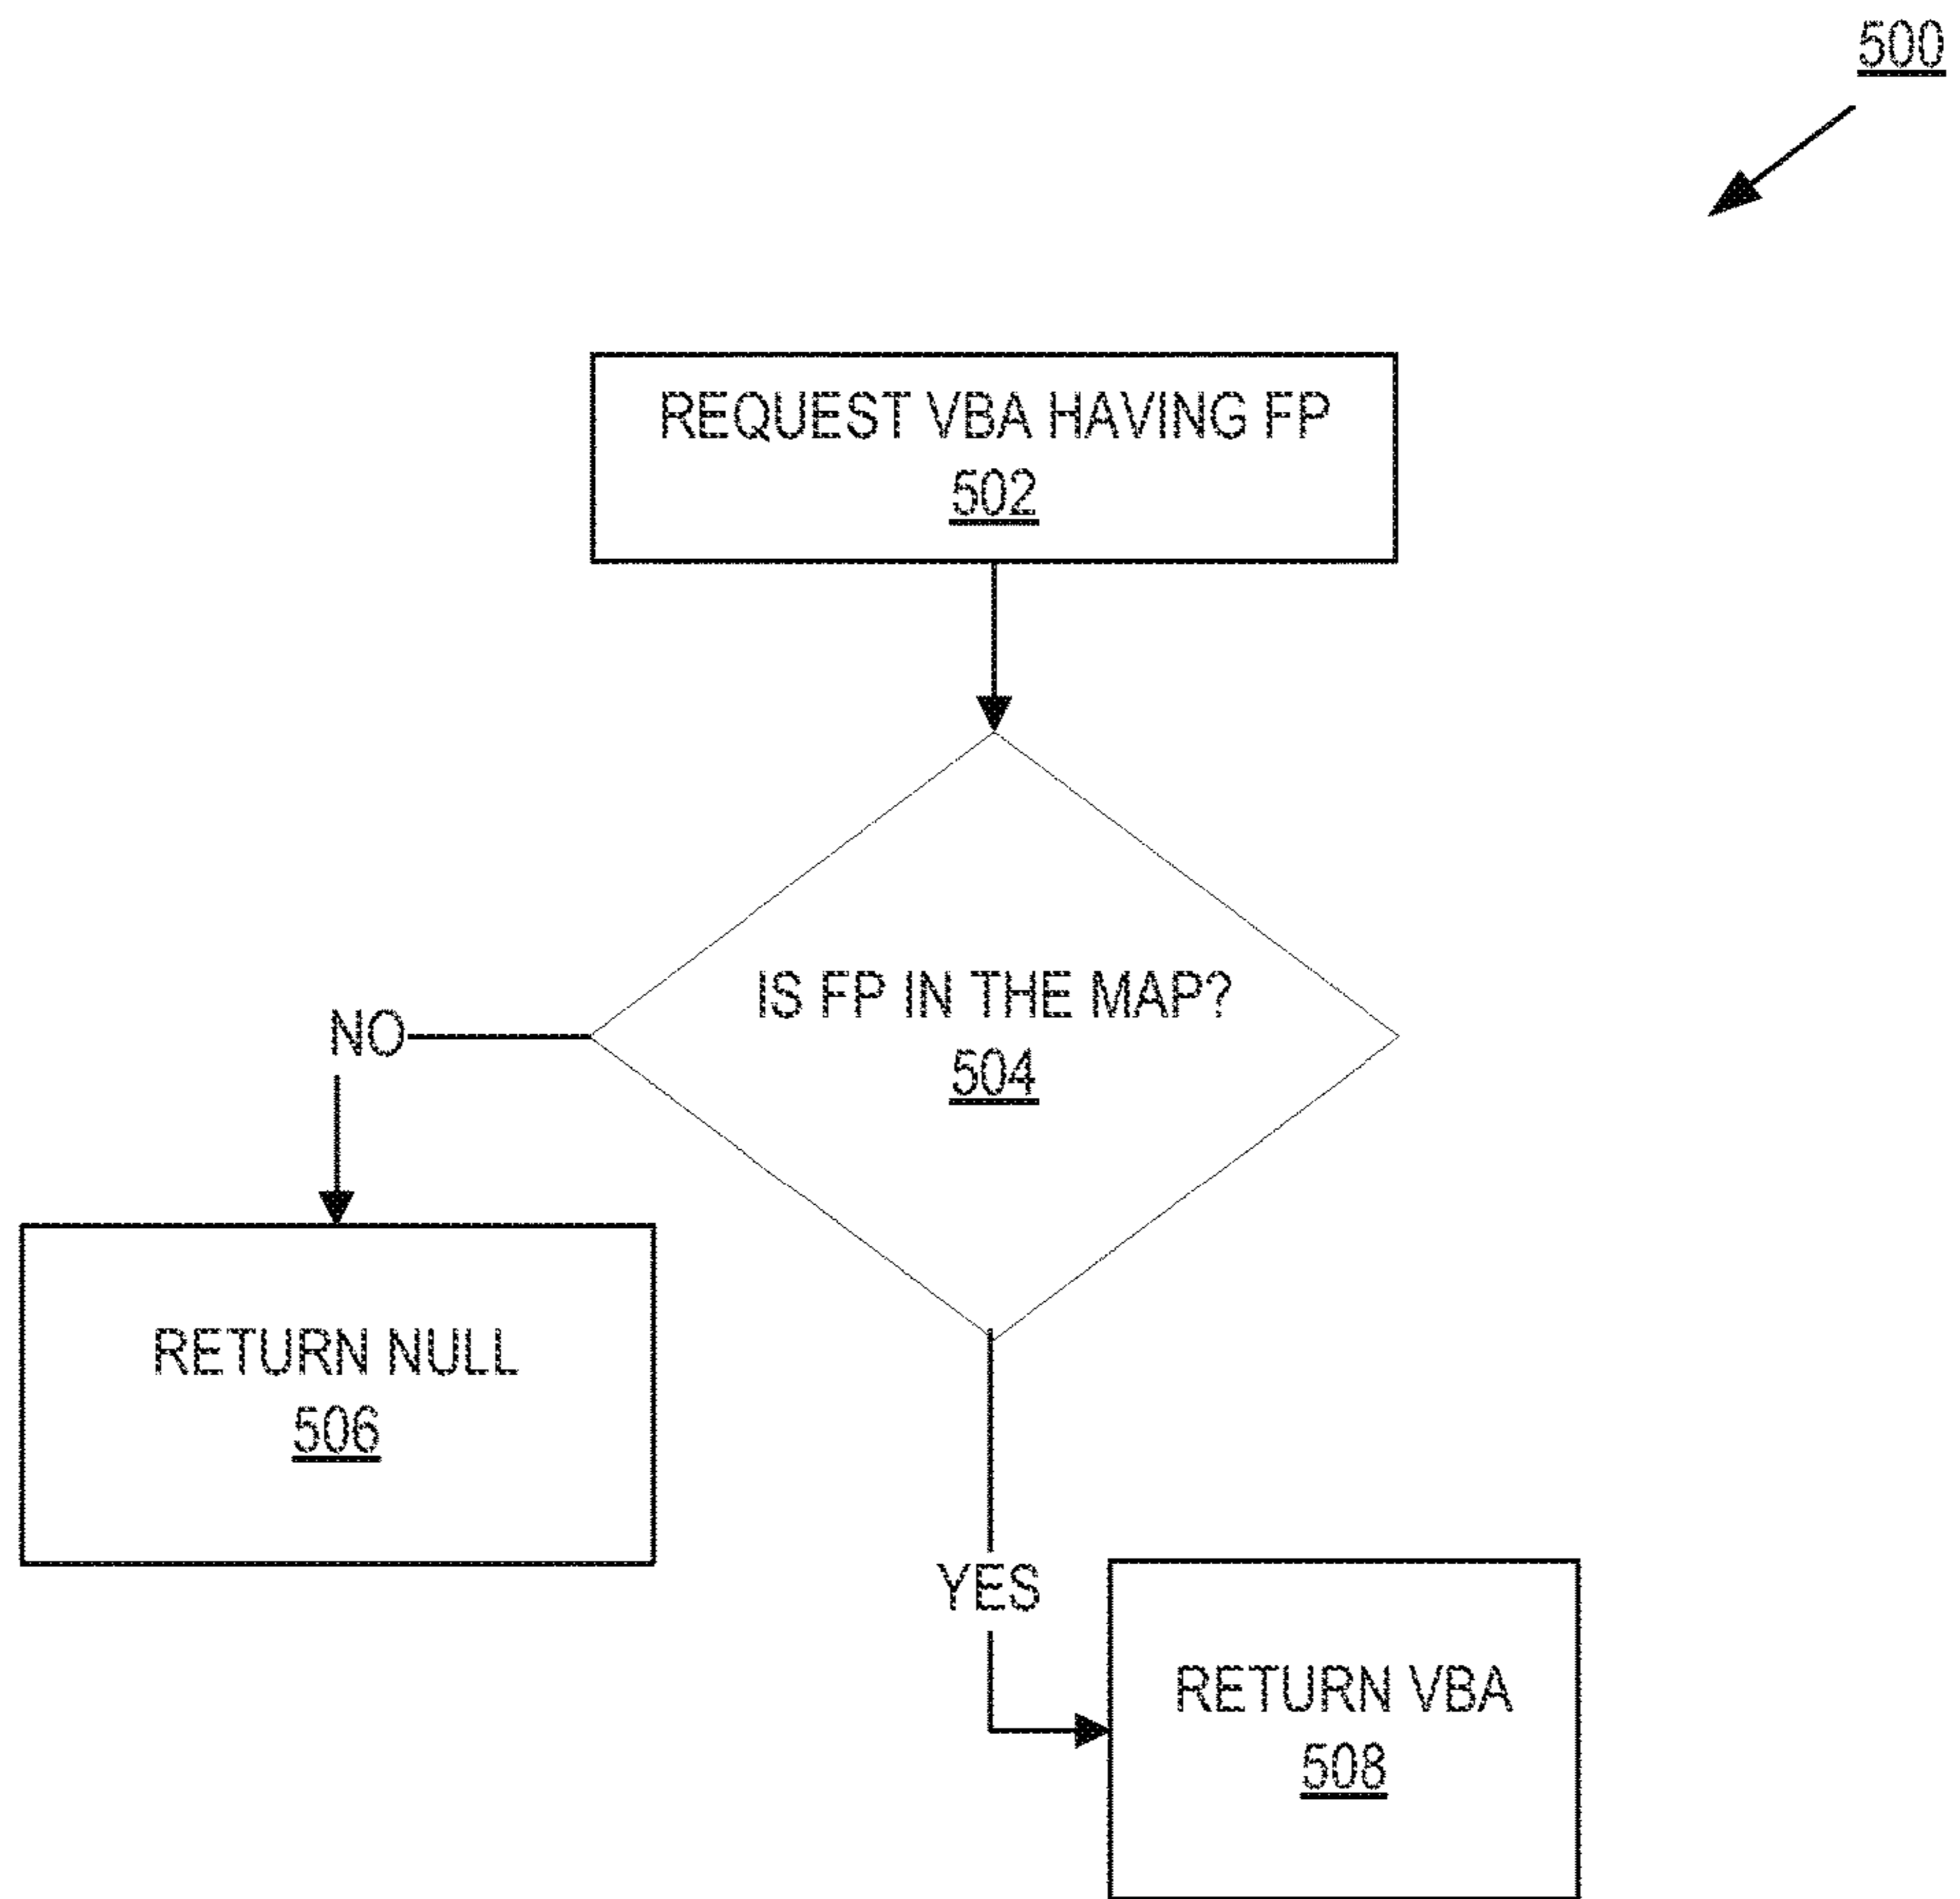 500
REQUEST VBA HAVING FP
502
IS FP IN THE MAP?
504
NO
RETURN NULL
506
YES
RETURN VBA
508